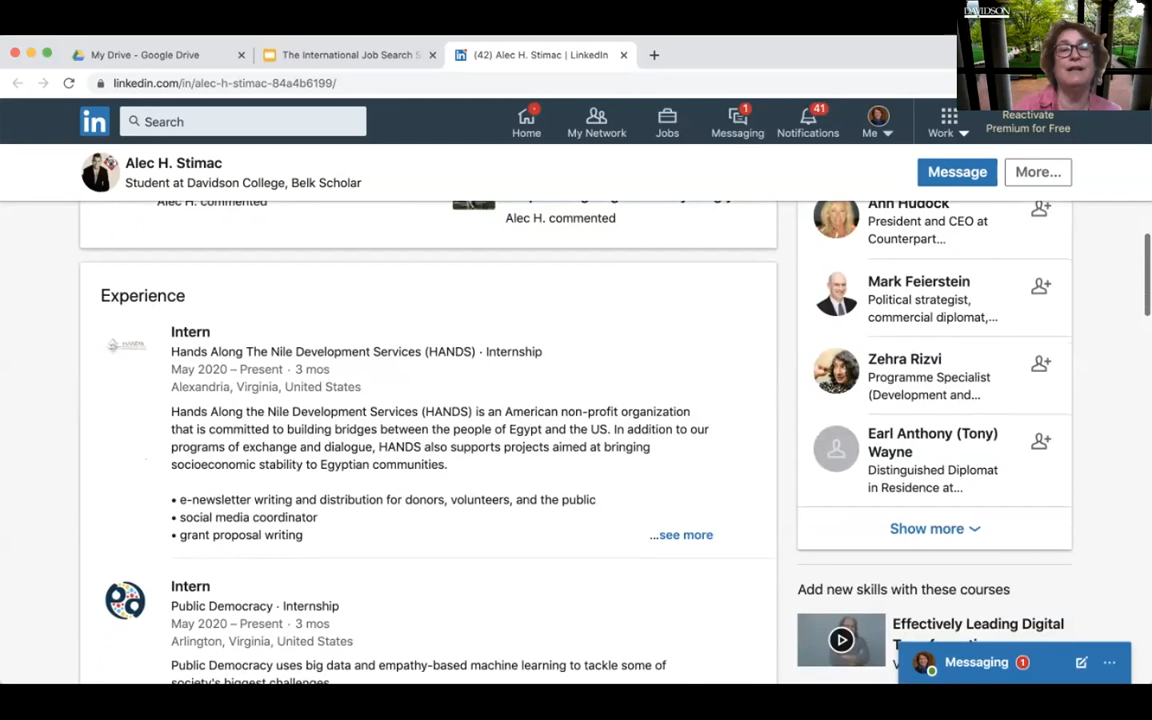 DAVIDSON
My Drive - Google Drive
The International Job Search S
(42) Alec H. Stimac | LinkedIn
linkedin.com/in/alec-h-stimac-84a4b6199/
in
Search
Home
My Network
Jobs
1
Messaging
41
Notifications
Me
Work
Reactivate
Premium for Free
Alec H. Stimac
Student at Davidson College, Belk Scholar
Message
More...
Alec H. commented
Alec H. commented
Experience
Intern
Hands Along The Nile Development Services (HANDS) · Internship
May 2020 – Present · 3 mos
Alexandria, Virginia, United States
Hands Along the Nile Development Services (HANDS) is an American non-profit organization
that is committed to building bridges between the people of Egypt and the US. In addition to our
programs of exchange and dialogue, HANDS also supports projects aimed at bringing
socioeconomic stability to Egyptian communities.
• e-newsletter writing and distribution for donors, volunteers, and the public
• social media coordinator
• grant proposal writing
...see more
Intern
Public Democracy · Internship
May 2020 – Present · 3 mos
Arlington, Virginia, United States
Public Democracy uses big data and empathy-based machine learning to tackle some of
society's biggest challenges
Ann Hudock
President and CEO at
Counterpart...
Mark Feierstein
Political strategist,
commercial diplomat,...
Zehra Rizvi
Programme Specialist
(Development and...
Earl Anthony (Tony)
Wayne
Distinguished Diplomat
in Residence at...
Show more
Add new skills with these courses
Effectively Leading Digital
Messaging
1